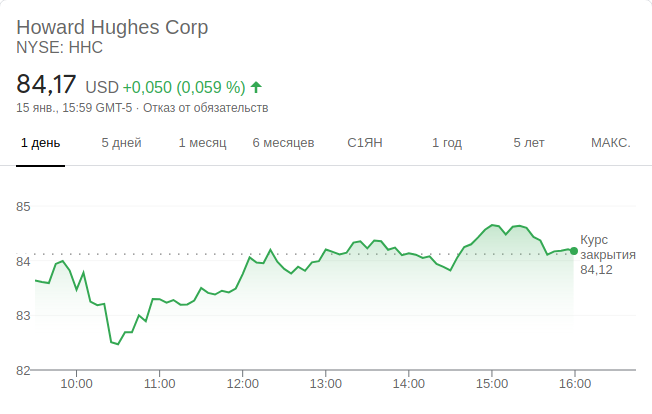 Howard Hughes Corp
NYSE: HHC
84,17 USD +0,050 (0,059 %)
15 янв., 15:59 GMT-5 · Отказ от обязательств
1 день 5 дней 1 месяц 6 месяцев С1ЯН 1 год 5 лет МАКС.
85
84
83
82
Курс
закрытия
84,12
10:00 11:00 12:00 13:00 14:00 15:00 16:00